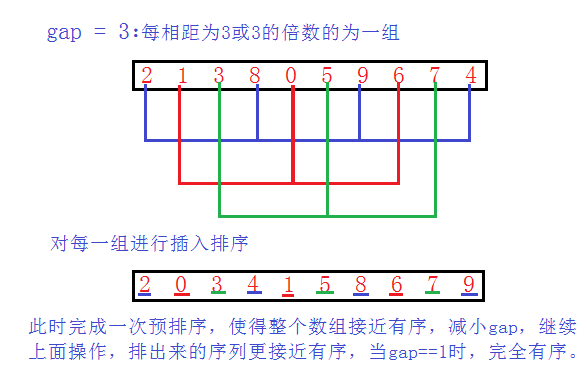 gap = 3:每相距为3或3的倍数的为一组
2 1 3 8 0 5 9 6 7 4
对每一组进行插入排序
2 0 3 4 1 5 8 6 7 9
此时完成一次预排序，使得整个数组接近有序，减小gap，继续
上面操作，排出来的序列更接近有序，当gap==1时，完全有序。